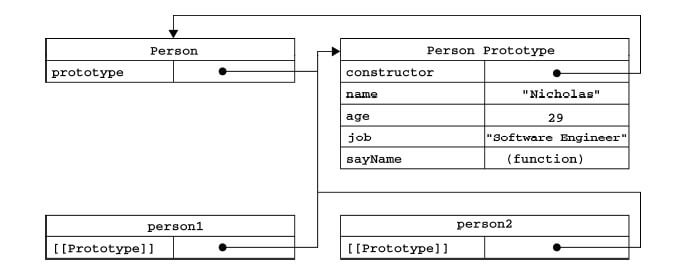 Person
prototype
Person Prototype
constructor
name "Nicholas"
age 29
job "Software Engineer"
sayName (function)
person1
[[Prototype]]
person2
[[Prototype]]